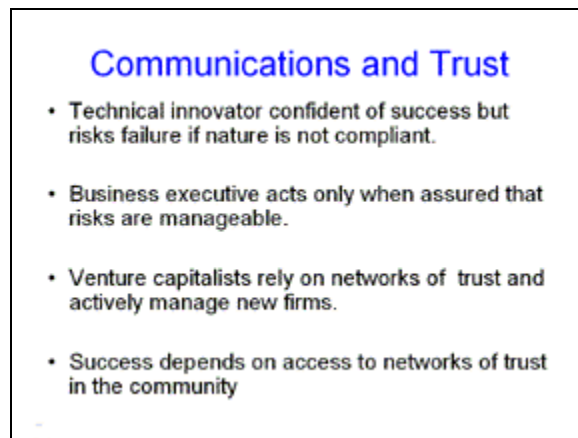 Communications and Trust
• Technical innovator confident of success but
risks failure if nature is not compliant.
• Business executive acts only when assured that
risks are manageable.
• Venture capitalists rely on networks of trust and
actively manage new firms.
• Success depends on access to networks of trust
in the community